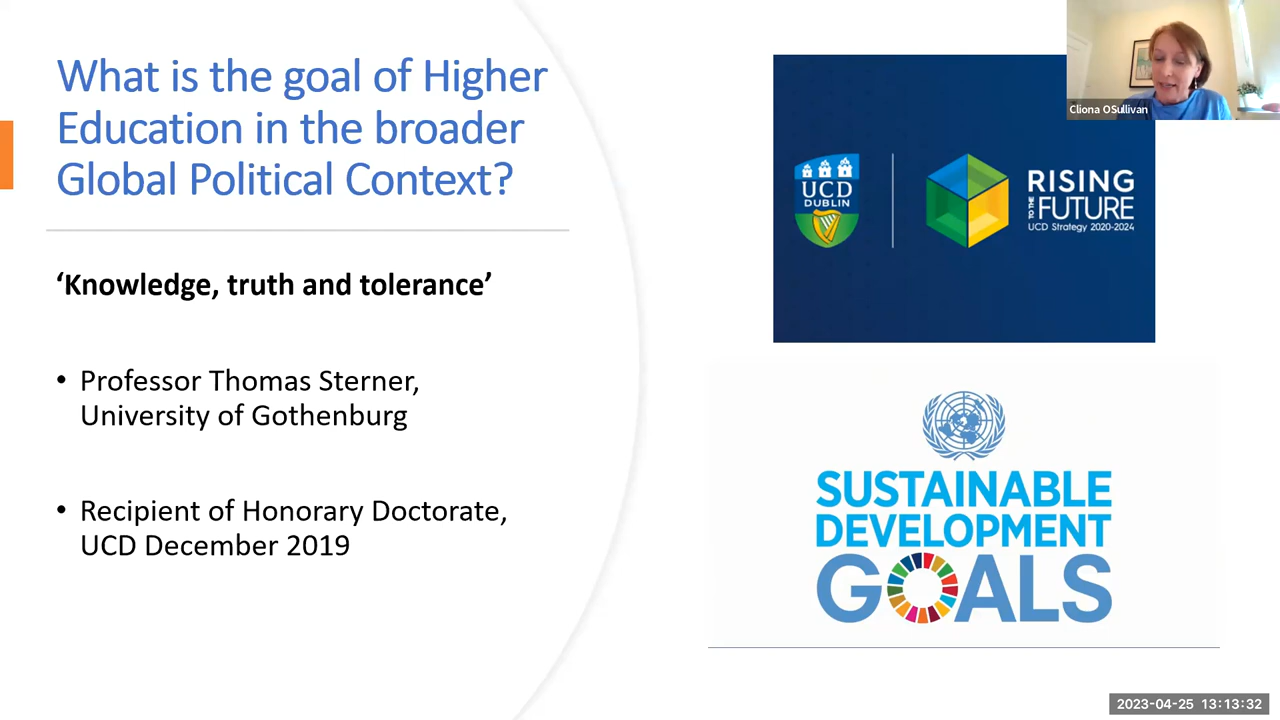 What is the goal of Higher
Education in the broader
Global Political Context?
‘Knowledge, truth and tolerance’
• Professor Thomas Sterner,
University of Gothenburg
• Recipient of Honorary Doctorate,
UCD December 2019
UCD
DUBLIN
RISING
TO THE FUTURE
UCD Strategy 2020-2024
Cliona OSullivan
SUSTAINABLE
DEVELOPMENT
GOALS
2023-04-25 13:13:32